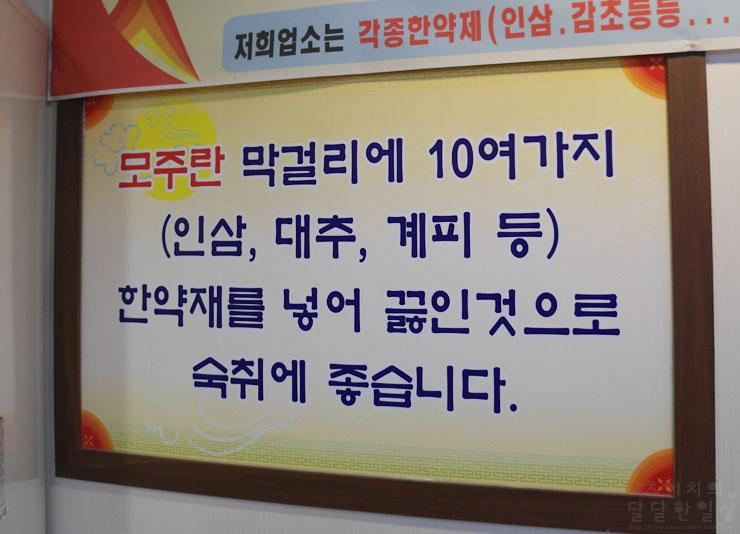 저희업소는 각종한약제(인삼.감초등등...
모주란 막걸리에 10여가지
(인삼, 대추, 계피 등)
한약재를 넣어 끓인것으로
숙취에 좋습니다.
달달한일상